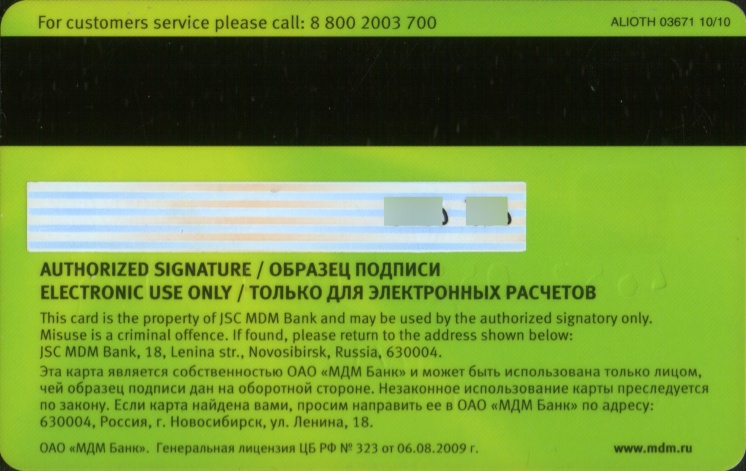 For customers service please call: 8 800 2003 700
ALIOTH 03671 10/10
AUTHORIZED SIGNATURE / ОБРАЗЕЦ ПОДПИСИ
ELECTRONIC USE ONLY / ТОЛЬКО ДЛЯ ЭЛЕКТРОННЫХ РАСЧЕТОВ
This card is the property of JSC MDM Bank and may be used by the authorized signatory only.
Misuse is a criminal offence. If found, please return to the address shown below:
JSC MDM Bank, 18, Lenina str., Novosibirsk, Russia, 630004.
Эта карта является собственностью ОАО «МДМ Банк» и может быть использована только лицом,
чей образец подписи дан на оборотной стороне. Незаконное использование карты преследуется
по закону. Если карта найдена вами, просим направить ее в ОАО «МДМ Банк» по адресу:
630004, Россия, г. Новосибирск, ул. Ленина, 18.
ОАО «МДМ Банк». Генеральная лицензия ЦБ РФ № 323 от 06.08.2009 г.
www.mdm.ru